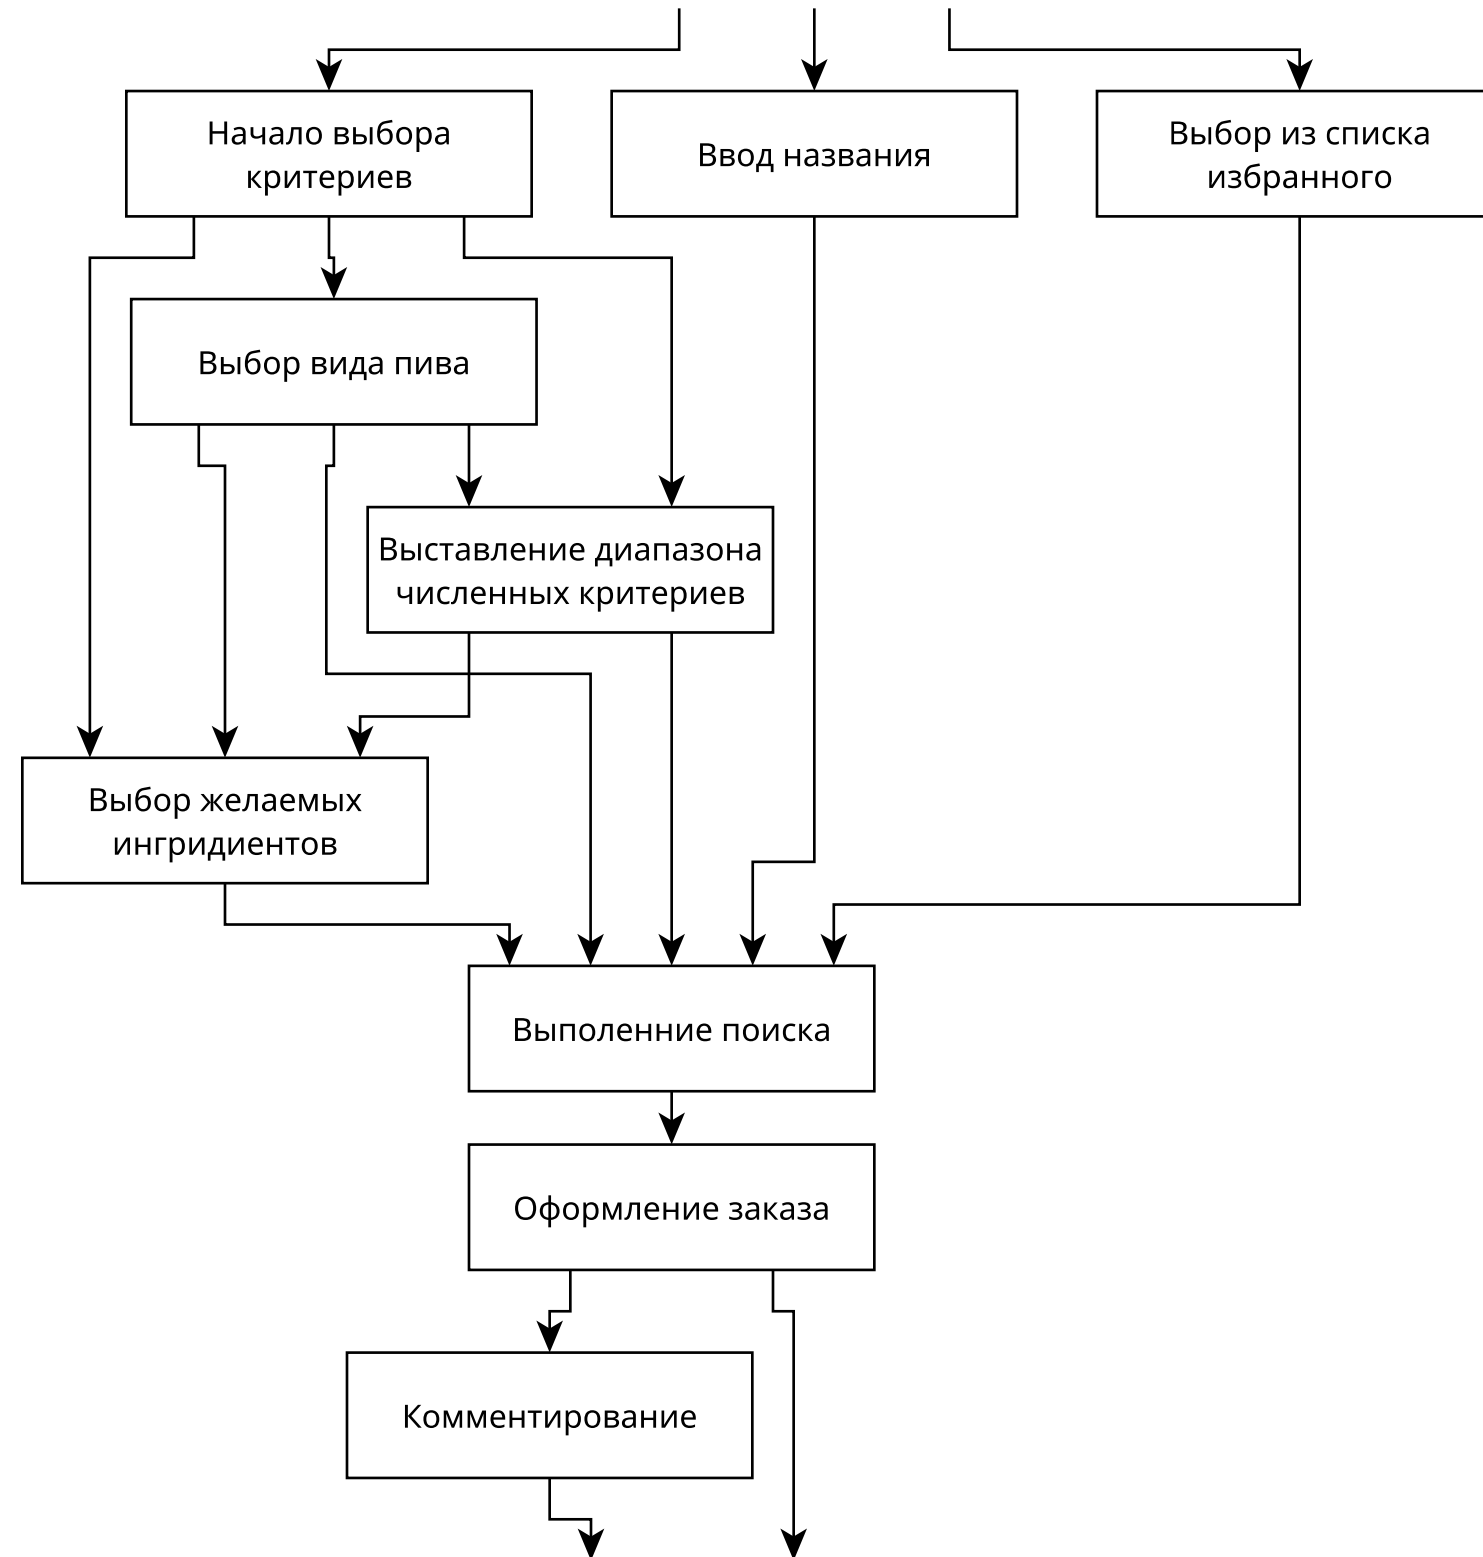 Начало выбора
критериев
Ввод названия
Выбор из списка
избранного
Выбор вида пива
Выставление диапазона
численных критериев
Выбор желаемых
ингридиентов
Выполенние поиска
Оформление заказа
Комментирование